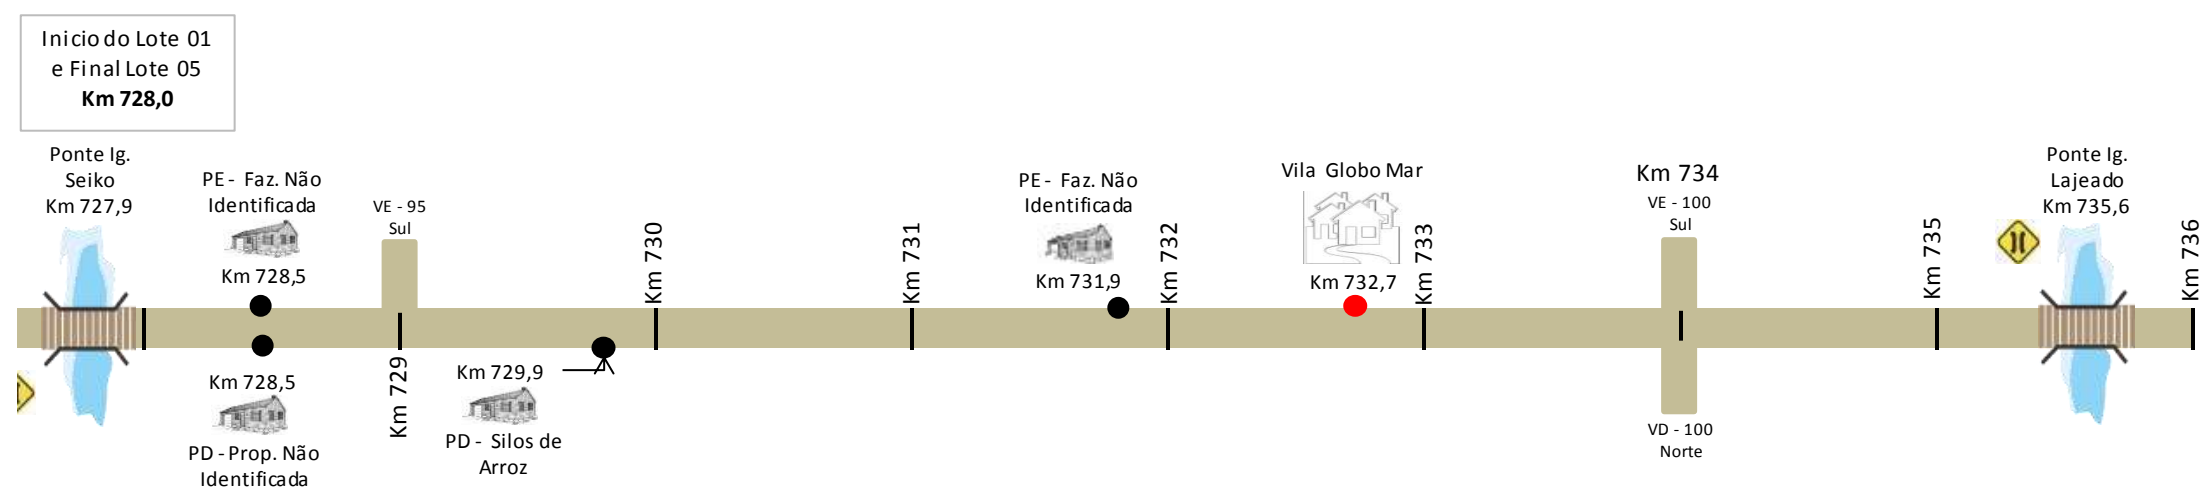 Inicio do Lote 01
e Final Lote 05
Km 728,0
Ponte Ig.
Seiko
Km 727,9
PE - Faz. Não
Identificada
Km 728,5
Km 728,5
PD - Prop. Não
Identificada
VE - 95
Sul
Km 729
Km 729,9
PD - Silos de
Arroz
Km 730
Km 731
PE - Faz. Não
Identificada
Km 731,9
Km 732
Vila Globo Mar
Km 732,7
Km 733
Km 734
VE - 100
Sul
VD - 100
Norte
Km 735
Ponte Ig.
Lajeado
Km 735,6
Km 736